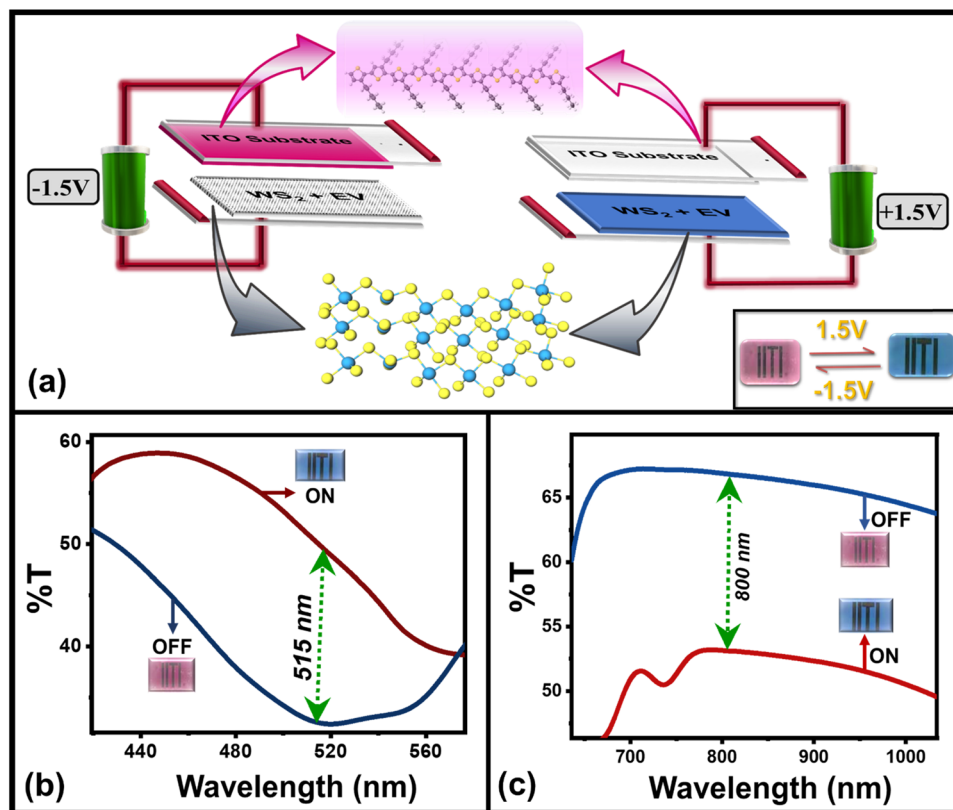 ITO Substrate
-1.5V
WS₂ + EV
ITO Substrate
WS₂ + EV
+1.5V
(a)
IITI
1.5V
-1.5V
IITI
60
50
40
%T
IITI
ON
515 nm
OFF
IITI
440
480
520
560
Wavelength (nm)
(b)
65
60
55
50
%T
800 nm
OFF
IITI
IITI
ON
700
800
900
1000
Wavelength (nm)
(c)